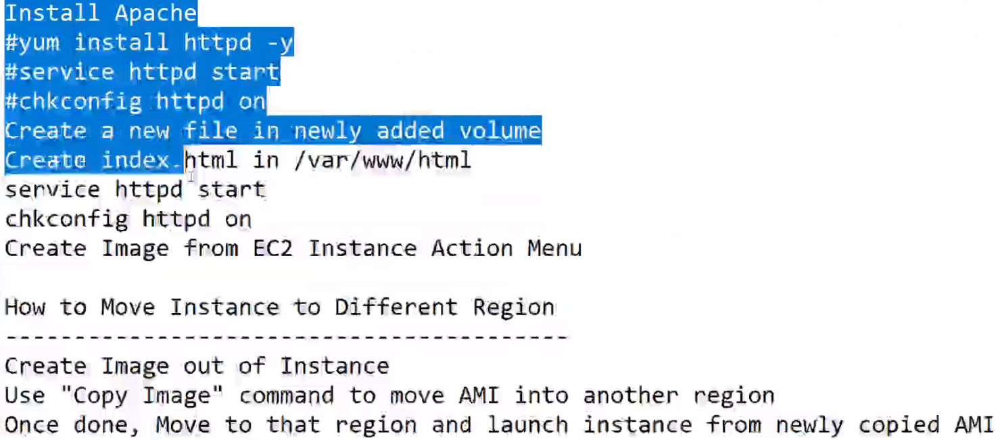 Install Apache
#yum install httpd -y
#service httpd start
#chkconfig httpd on
Create a new file in newly added volume
Create index.html in /var/www/html
service httpd start
chkconfig httpd on
Create Image from EC2 Instance Action Menu
How to Move Instance to Different Region
-----------------------------------------
Create Image out of Instance
Use "Copy Image" command to move AMI into another region
Once done, Move to that region and launch instance from newly copied AMI